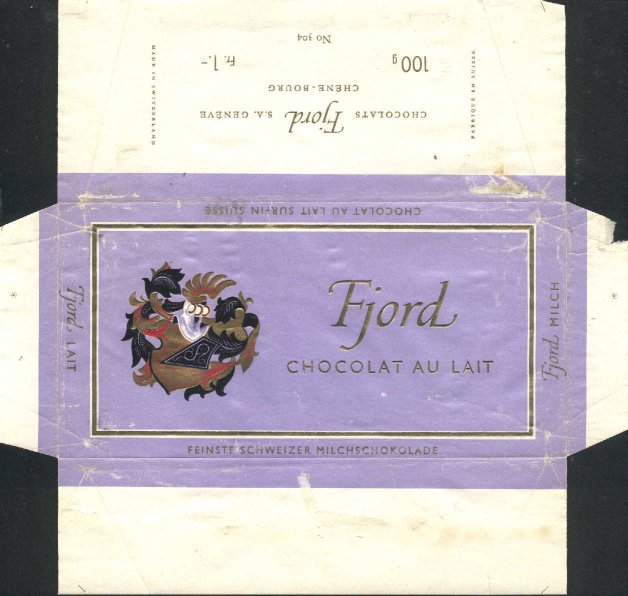 No 304
100 g Fr. 1.–
CHÊNE-BOURG
CHOCOLATS Fjord S.A. GENÈVE
MADE IN SWITZERLAND
FABRIQUÉ EN SUISSE
CHOCOLAT AU LAIT SURFIN SUISSE
Fjord
CHOCOLAT AU LAIT
Fjord LAIT
Fjord MILCH
FEINSTE SCHWEIZER MILCHSCHOKOLADE